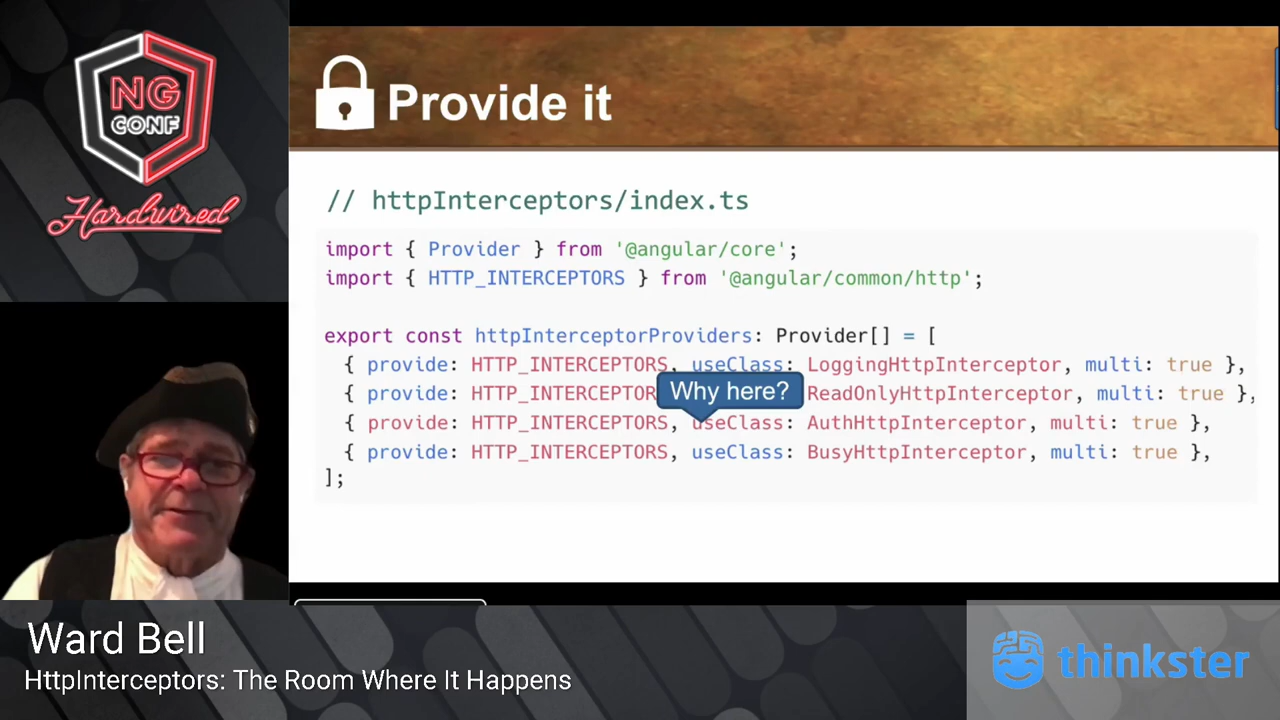 NG
CONF
Hardwired
Provide it
// httpInterceptors/index.ts
import { Provider } from '@angular/core';
import { HTTP_INTERCEPTORS } from '@angular/common/http';
export const httpInterceptorProviders: Provider[] = [
{ provide: HTTP_INTERCEPTORS, useClass: LoggingHttpInterceptor, multi: true },
{ provide: HTTP_INTERCEPTOR ReadOnlyHttpInterceptor, multi: true },
Why here?
{ provide: HTTP_INTERCEPTORS, useClass: AuthHttpInterceptor, multi: true },
{ provide: HTTP_INTERCEPTORS, useClass: BusyHttpInterceptor, multi: true },
];
Ward Bell
HttpInterceptors: The Room Where It Happens
thinkster